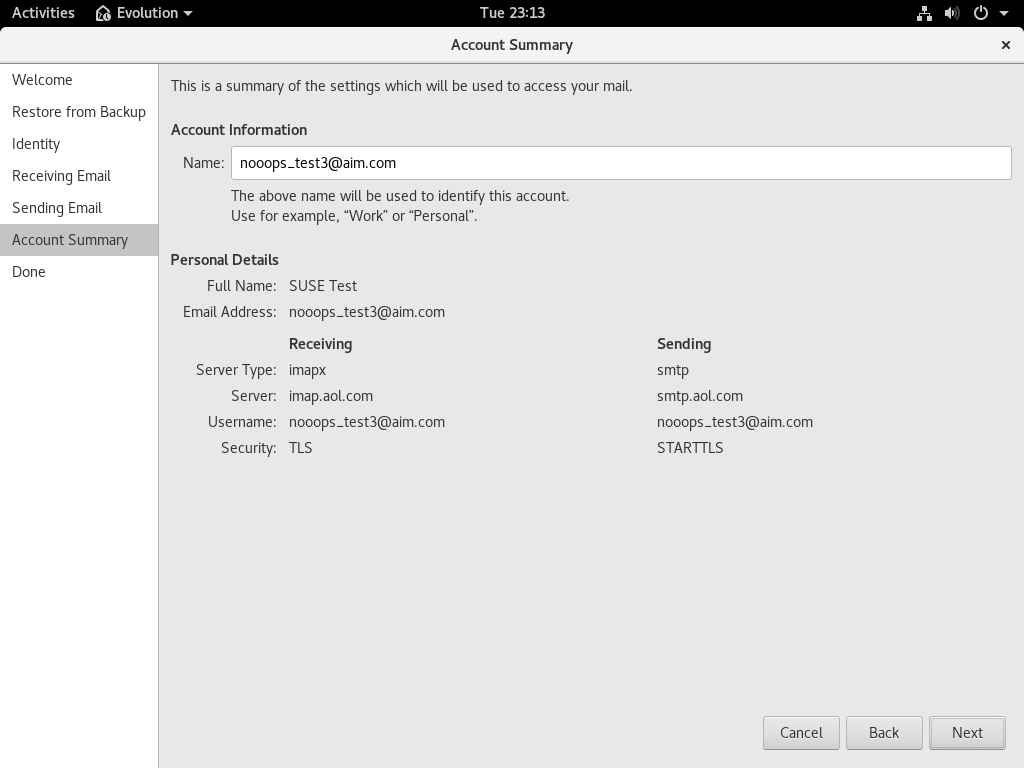 Activities Evolution Tue 23:13
Account Summary
Welcome
Restore from Backup
Identity
Receiving Email
Sending Email
Account Summary
Done
This is a summary of the settings which will be used to access your mail.
Account Information
Name: nooops_test3@aim.com
The above name will be used to identify this account.
Use for example, “Work” or “Personal”.
Personal Details
Full Name: SUSE Test
Email Address: nooops_test3@aim.com
Receiving Sending
Server Type: imapx smtp
Server: imap.aol.com smtp.aol.com
Username: nooops_test3@aim.com nooops_test3@aim.com
Security: TLS STARTTLS
Cancel Back Next